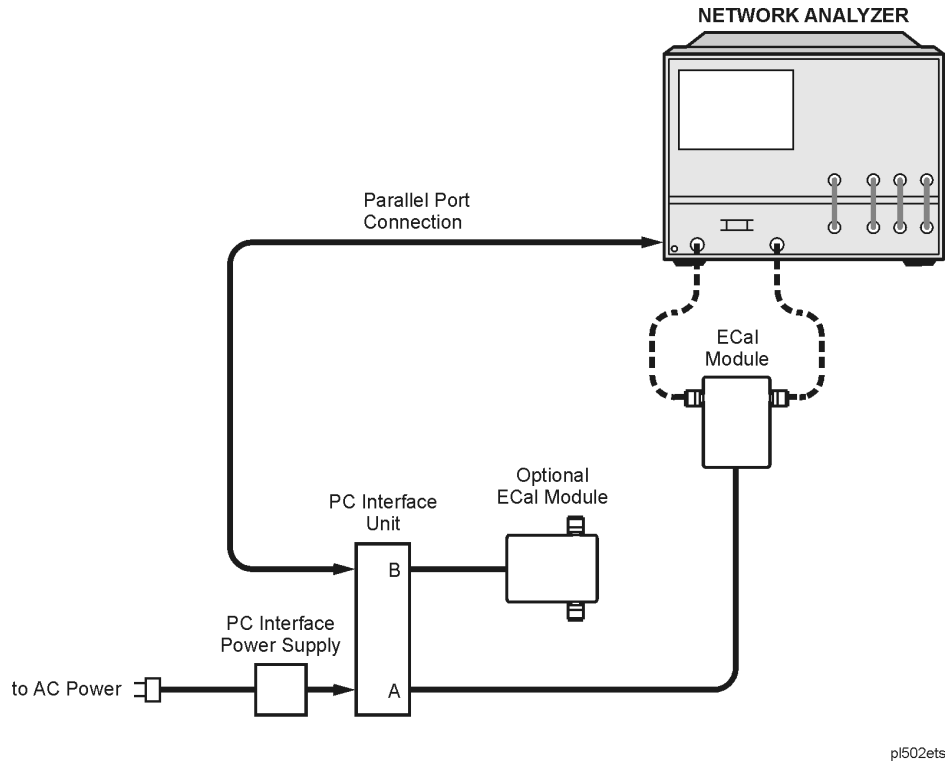 NETWORK ANALYZER
Parallel Port
Connection
ECal
Module
Optional
ECal Module
PC Interface
Unit
B
PC Interface
Power Supply
to AC Power
A
pl502ets